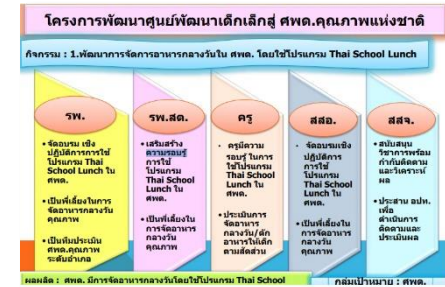 โครงการพัฒนาศูนย์พัฒนาเด็กเล็กสู่ ศพด.คุณภาพแห่งชาติ
กิจกรรม : 1.พัฒนาการจัดการอาหารกลางวันใน ศพด. โดยใช้โปรแกรม Thai School Lunch
รพ.
• จัดอบรม เชิง
ปฏิบัติการการใช้
โปรแกรม Thai
School Lunch ใน
ศพด.
•เป็นพี่เลี้ยงใน
การจัดอาหารกลางวัน
คุณภาพ
•เป็นทีมประเมิน
ศพด.คุณภาพ
ระดับอำเภอ
รพ.สต.
•เสริมสร้าง
ความรอบรู้
การใช้
โปรแกรม
Thai School
Lunch ใน
ศพด.
•เป็นพี่เลี้ยงใน
การจัดอาหาร
กลางวัน
คุณภาพ
ครู
• ครูมีความ
รอบรู้ ในการ
ใช้โปรแกรม
Thai School
Lunch ใน
ศพด.
•ประเมินการ
จัดอาหาร
กลางวัน/ตัก
อาหารให้เด็ก
ตามสัดส่วน
สสอ.
• จัดอบรมเชิง
ปฏิบัติ
การการใช้
โปรแกรม
Thai School
Lunch ใน
ศพด.
•เป็นพี่เลี้ยงใน
การจัดอาหาร
กลางวัน
คุณภาพ
สสจ.
•สนับสนุน
วิชาการพร้อม
กำกับติดตาม
และวิเคราะห์
ผล
•ประสาน อปท.
เพื่อ
ดำเนินการ
ติดตามและ
ประเมินผล
ผลผลิต : ศพด. มีการจัดอาหารกลางวันโดยใช้โปรแกรม Thai School
กลุ่มเป้าหมาย : ศพด.